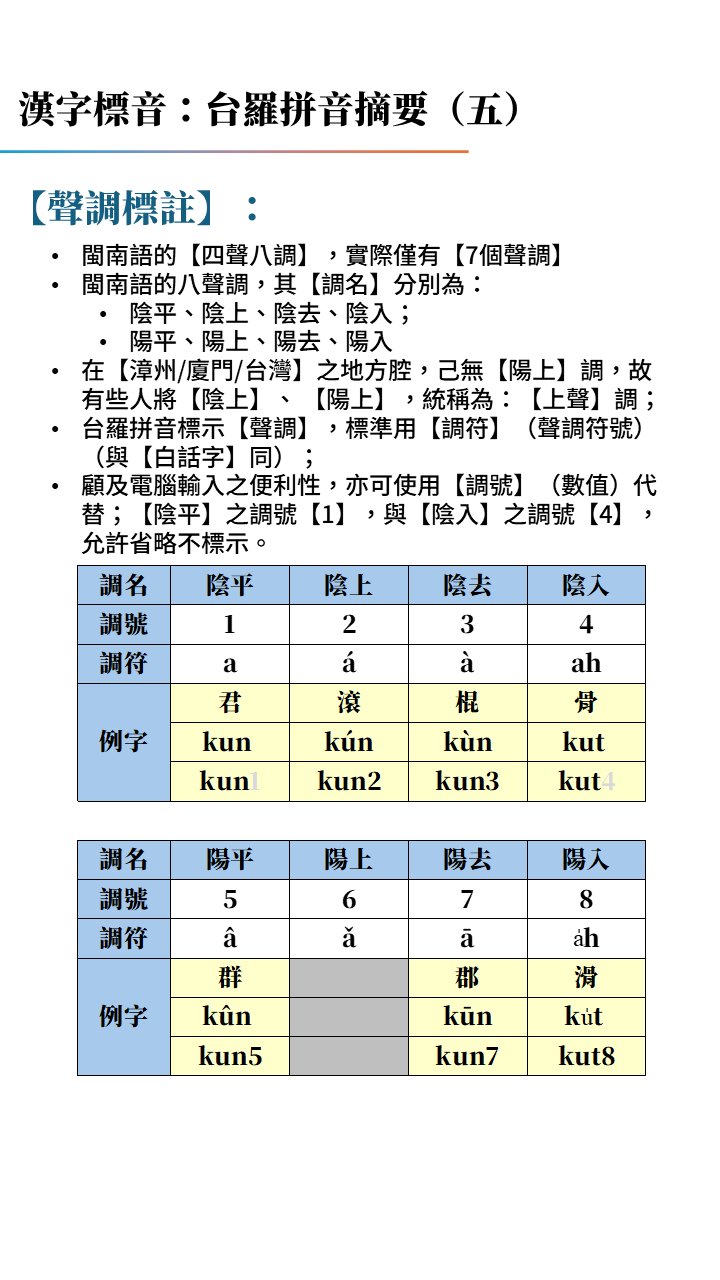 漢字標音：台羅拼音摘要（五）
【聲調標註】：
• 閩南語的【四聲八調】，實際僅有【7個聲調】
• 閩南語的八聲調，其【調名】分別為：
• 陰平、陰上、陰去、陰入；
• 陽平、陽上、陽去、陽入
• 在【漳州/廈門/台灣】之地方腔，己無【陽上】調，故
有些人將【陰上】、【陽上】，統稱為：【上聲】調；
• 台羅拼音標示【聲調】，標準用【調符】（聲調符號）
（與【白話字】同）；
• 顧及電腦輸入之便利性，亦可使用【調號】（數值）代
替；【陰平】之調號【1】，與【陰入】之調號【4】，
允許省略不標示。
調名 陰平 陰上 陰去 陰入
調號 1 2 3 4
調符 a á à ah
例字 君 滾 棍 骨
kun kún kùn kut
kun1 kun2 kun3 kut4
調名 陽平 陽上 陽去 陽入
調號 5 6 7 8
調符 â ǎ ā a̍h
例字 群 郡 滑
kûn kūn ku̍t
kun5 kun7 kut8